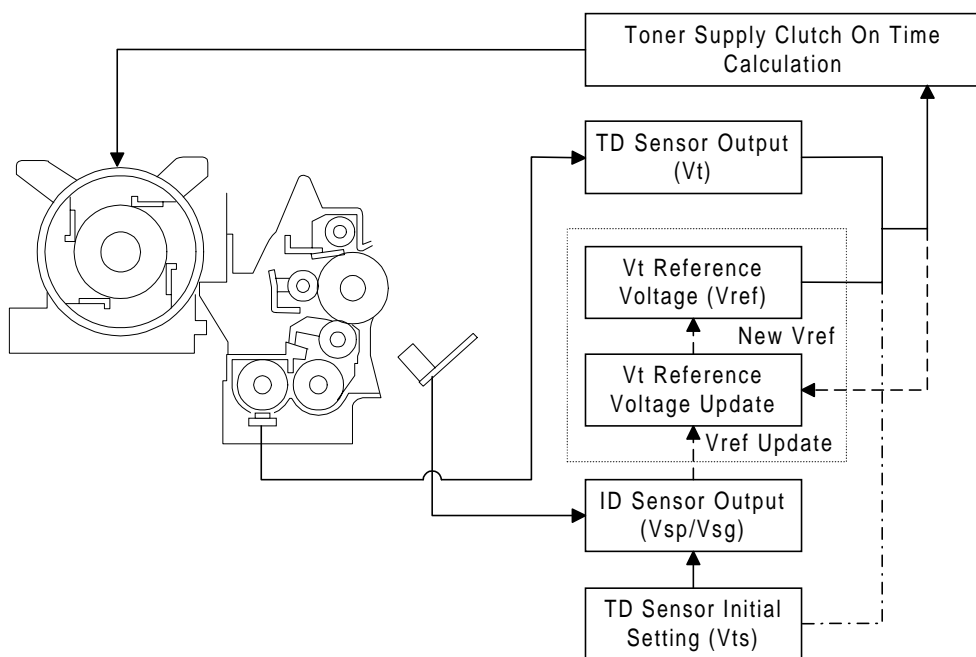 Toner Supply Clutch On Time
Calculation
TD Sensor Output
(Vt)
Vt Reference
Voltage (Vref)
New Vref
Vt Reference
Voltage Update
Vref Update
ID Sensor Output
(Vsp/Vsg)
TD Sensor Initial
Setting (Vts)